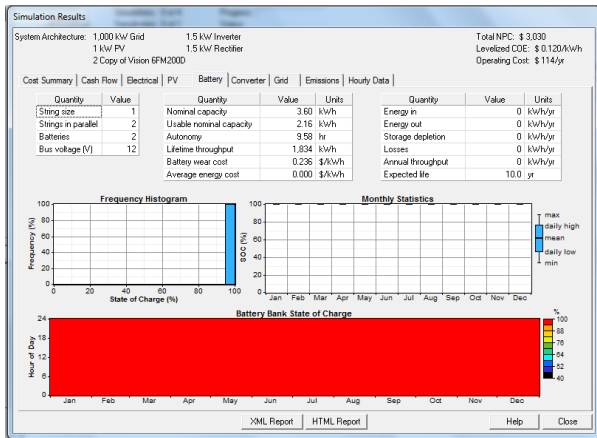 Simulation Results
System Architecture: 1,000 kW Grid 1.5 kW Inverter Total NPC: $ 3,030
1 kW PV 1.5 kW Rectifier Levelized COE: $ 0.120/kWh
2 Copy of Vision 6FM200D Operating Cost: $ 114/yr
Cost Summary Cash Flow Electrical PV Battery Converter Grid Emissions Hourly Data
Quantity Value Quantity Value Units Quantity Value Units
String size 1 Nominal capacity 3.60 kWh Energy in 0 kWh/yr
Strings in parallel 2 Usable nominal capacity 2.16 kWh Energy out 0 kWh/yr
Batteries 2 Autonomy 9.58 hr Storage depletion 0 kWh/yr
Bus voltage (V) 12 Lifetime throughput 1,834 kWh Losses 0 kWh/yr
Battery wear cost 0.236 $/kWh Annual throughput 0 kWh/yr
Average energy cost 0.000 $/kWh Expected life 10.0 yr
Frequency Histogram Monthly Statistics
Frequency (%)
100
80
60
40
20
0
0 20 40 60 80 100
State of Charge (%)
SOC (%)
100
80
60
40
20
0
Jan Feb Mar Apr May Jun Jul Aug Sep Oct Nov Dec
max
daily high
mean
daily low
min
Battery Bank State of Charge
Hour of Day
24
18
12
6
0
Jan Feb Mar Apr May Jun Jul Aug Sep Oct Nov Dec
%
100
88
76
64
52
40
XML Report HTML Report Help Close